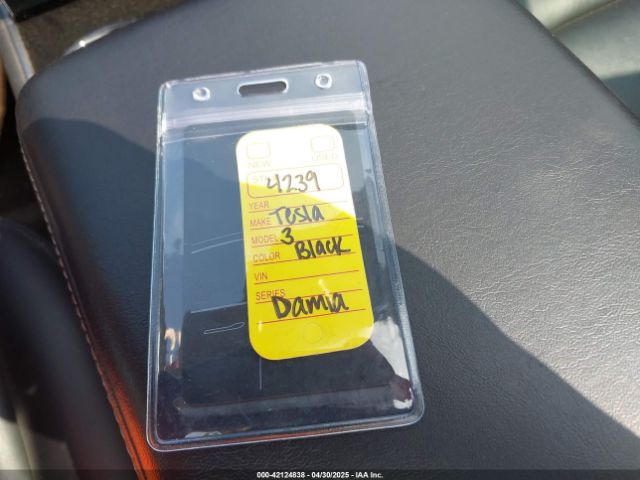 NEW USED
ST 4239
YEAR
MAKE Tesla
MODEL 3
COLOR Black
VIN
SERIES
Damia
000-42124838 - 04/30/2025 - IAA Inc.